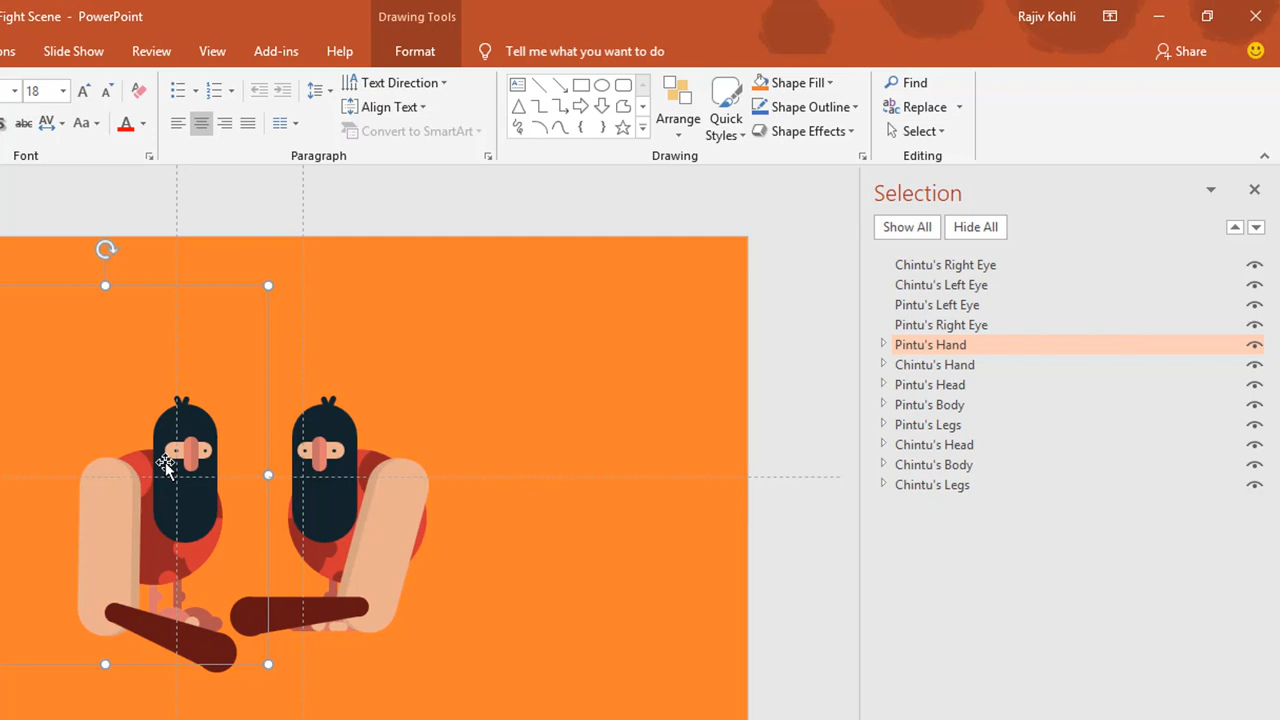 Fight Scene - PowerPoint
Drawing Tools
Rajiv Kohli
ons
Slide Show
Review
View
Add-ins
Help
Format
Tell me what you want to do
Share
18
A
A
abc
AV
Aa
A
Font
Text Direction
Align Text
Convert to SmartArt
Paragraph
Arrange
Quick
Styles
Shape Fill
Shape Outline
Shape Effects
Drawing
Find
Replace
Select
Editing
Selection
Show All
Hide All
Chintu's Right Eye
Chintu's Left Eye
Pintu's Left Eye
Pintu's Right Eye
Pintu's Hand
Chintu's Hand
Pintu's Head
Pintu's Body
Pintu's Legs
Chintu's Head
Chintu's Body
Chintu's Legs